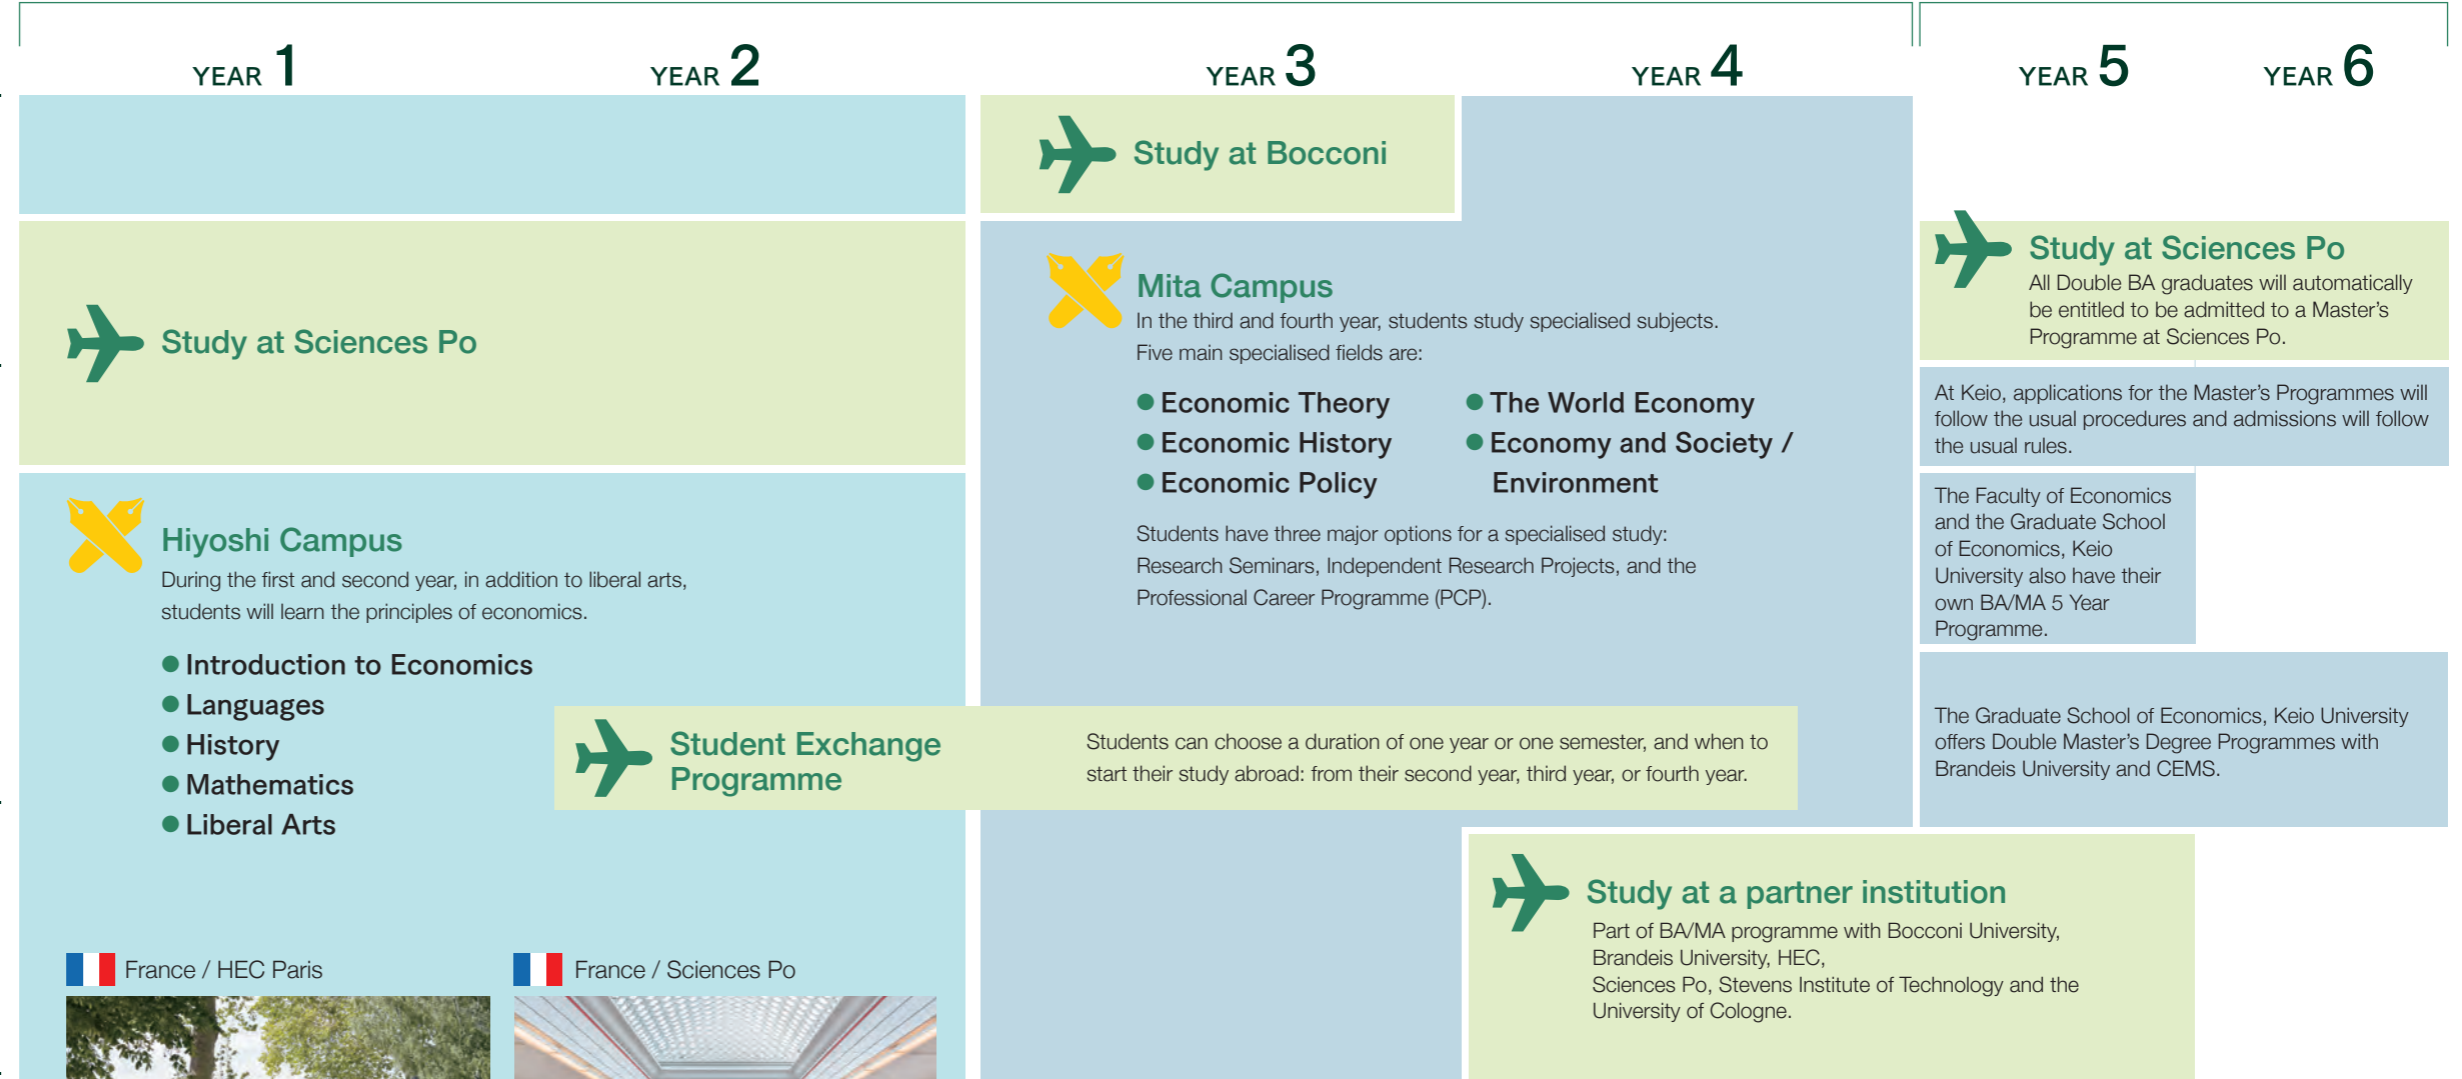 YEAR 1
YEAR 2
YEAR 3
YEAR 4
YEAR 5
YEAR 6
Study at Bocconi
Study at Sciences Po
Hiyoshi Campus
During the first and second year, in addition to liberal arts,
students will learn the principles of economics.
● Introduction to Economics
● Languages
● History
● Mathematics
● Liberal Arts
France / HEC Paris
France / Sciences Po
Mita Campus
In the third and fourth year, students study specialised subjects.
Five main specialised fields are:
● Economic Theory
● Economic History
● Economic Policy
● The World Economy
● Economy and Society /
Environment
Students have three major options for a specialised study:
Research Seminars, Independent Research Projects, and the
Professional Career Programme (PCP).
Student Exchange
Programme
Students can choose a duration of one year or one semester, and when to
start their study abroad: from their second year, third year, or fourth year.
Study at Sciences Po
All Double BA graduates will automatically
be entitled to be admitted to a Master's
Programme at Sciences Po.
At Keio, applications for the Master's Programmes will
follow the usual procedures and admissions will follow
the usual rules.
The Faculty of Economics
and the Graduate School
of Economics, Keio
University also have their
own BA/MA 5 Year
Programme.
The Graduate School of Economics, Keio University
offers Double Master's Degree Programmes with
Brandeis University and CEMS.
Study at a partner institution
Part of BA/MA programme with Bocconi University,
Brandeis University, HEC,
Sciences Po, Stevens Institute of Technology and the
University of Cologne.